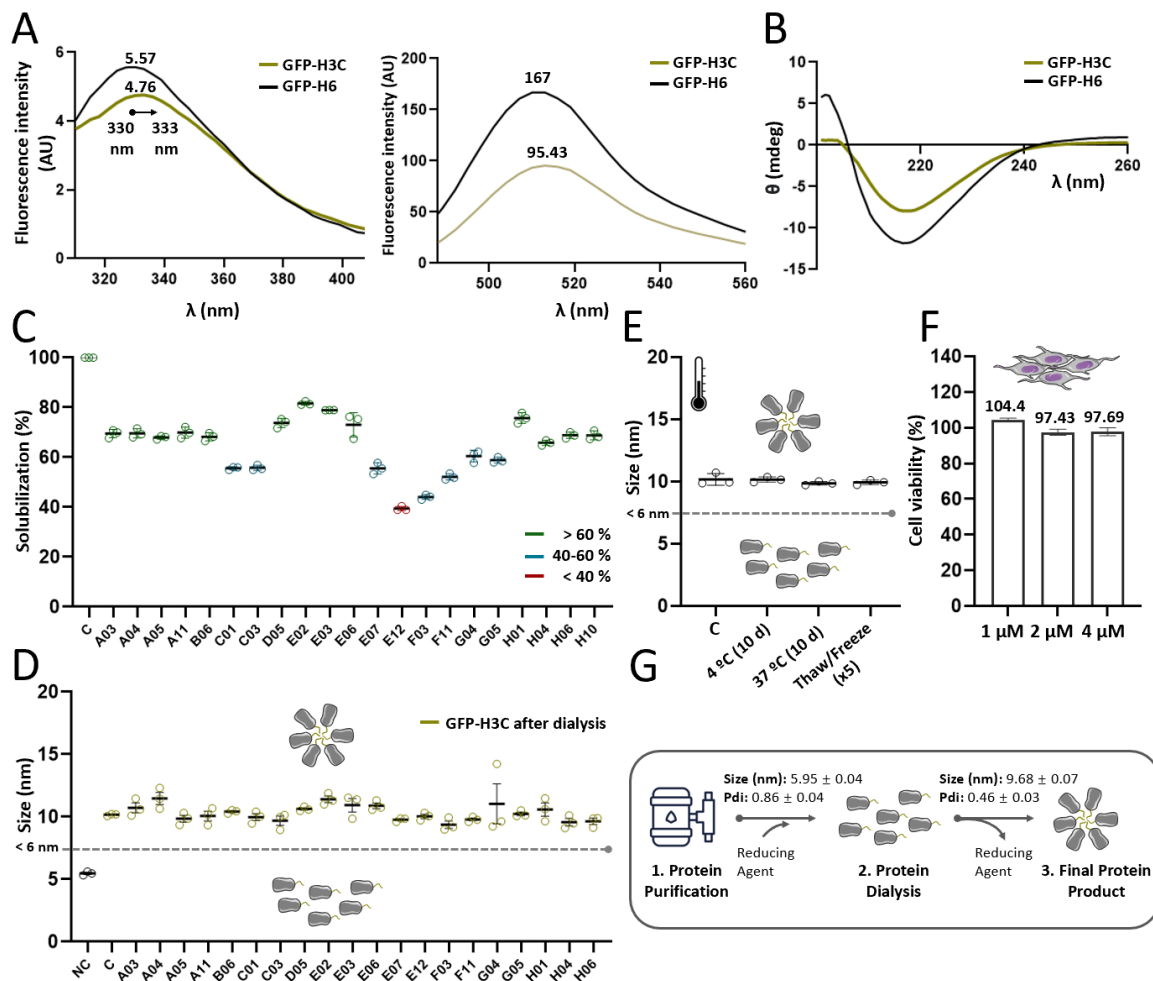 A
Fluorescence intensity
(AU)
6
4
2
0
5.57
4.76
330
nm
333
nm
GFP-H3C
GFP-H6
320
340
360
380
400
λ (nm)
Fluorescence intensity (AU)
200
150
100
50
0
167
95.43
GFP-H3C
GFP-H6
500
520
540
560
λ (nm)
B
θ (mdeg)
10
5
0
-5
-10
-15
GFP-H3C
GFP-H6
220
240
260
λ (nm)
C
Solubilization (%)
100
80
60
40
20
0
> 60 %
40-60 %
< 40 %
C
A03
A04
A05
A11
B06
C01
C03
D05
E02
E03
E06
E07
E12
F03
F11
G04
G05
H01
H04
H06
H10
E
Size (nm)
20
15
10
5
0
< 6 nm
C
4 ºC (10 d)
37 ºC (10 d)
Thaw/Freeze
(x5)
F
Cell viability (%)
140
120
100
80
60
40
20
0
104.4
97.43
97.69
1 µM
2 µM
4 µM
D
Size (nm)
20
15
10
5
0
< 6 nm
GFP-H3C after dialysis
NC
C
A03
A04
A05
A11
B06
C01
C03
D05
E02
E03
E06
E07
E12
F03
F11
G04
G05
H01
H04
H06
G
Size (nm): 5.95 ± 0.04
Pdi: 0.86 ± 0.04
Size (nm): 9.68 ± 0.07
Pdi: 0.46 ± 0.03
Reducing
Agent
Reducing
Agent
1. Protein
Purification
2. Protein
Dialysis
3. Final Protein
Product